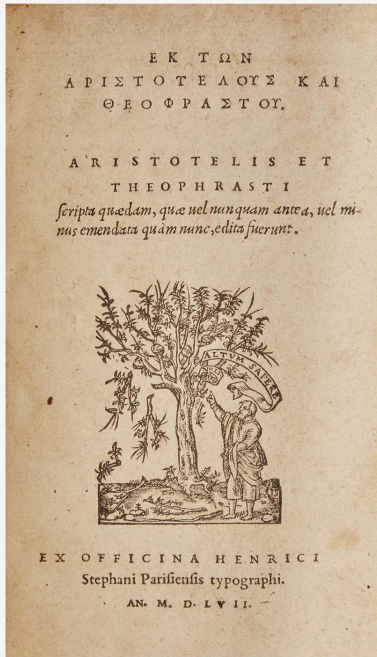 ΕΚ ΤΩΝ
ΑΡΙΣΤΟΤΕΛΟΥΣ ΚΑΙ
ΘΕΟΦΡΑΣΤΟΥ.
ARISTOTELIS ET
THEOPHRASTI
scripta quædam, quæ uel nunquam antea, uel mi-
nus emendata quàm nunc, edita fuerunt.
ALTVM SAPERE
EX OFFICINA HENRICI
Stephani Parisiensis typographi.
AN. M. D. LVII.